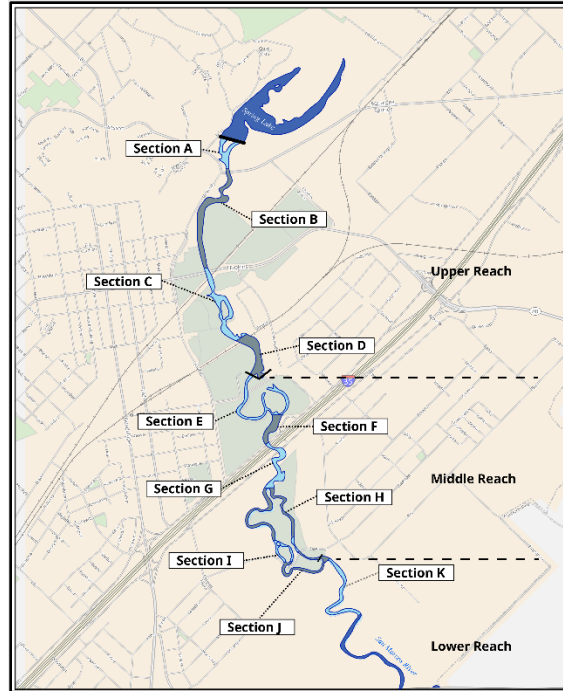 Spring Lake
Section A
Section B
Upper Reach
Section C
Section D
35
Section E
Section F
Middle Reach
Section G
Section H
Section I
Section K
Section J
San Marcos River
Lower Reach